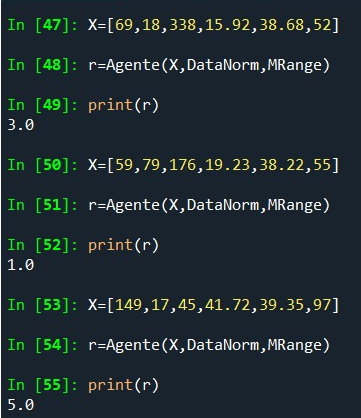 In [47]: X=[69,18,338,15.92,38.68,52]
In [48]: r=Agente(X,DataNorm,MRange)
In [49]: print(r)
3.0
In [50]: X=[59,79,176,19.23,38.22,55]
In [51]: r=Agente(X,DataNorm,MRange)
In [52]: print(r)
1.0
In [53]: X=[149,17,45,41.72,39.35,97]
In [54]: r=Agente(X,DataNorm,MRange)
In [55]: print(r)
5.0